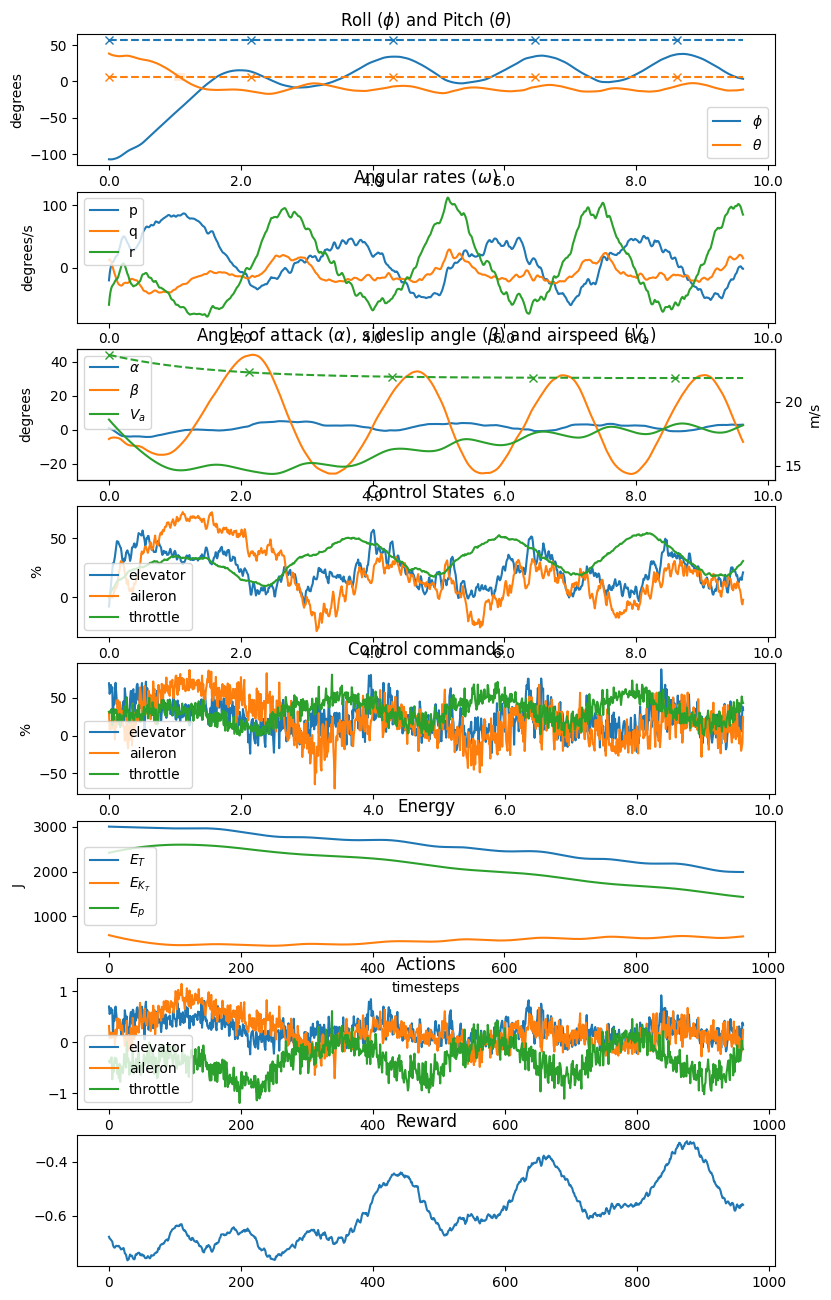 Roll (ϕ) and Pitch (θ)
degrees
50
0
−50
−100
ϕ
θ
0.0 2.0 4.0 6.0 8.0 10.0
Angular rates (ω)
degrees/s
100
0
p
q
r
0.0 2.0 4.0 6.0 8.0 10.0
Angle of attack (α), sideslip angle (β) and airspeed (V_a)
degrees
40
20
0
−20
α
β
V_a
20
15
m/s
0.0 2.0 4.0 6.0 8.0 10.0
Control States
%
50
0
elevator
aileron
throttle
0.0 2.0 4.0 6.0 8.0 10.0
Control commands
%
50
0
−50
elevator
aileron
throttle
0.0 2.0 4.0 6.0 8.0 10.0
Energy
J
3000
2000
1000
E_T
E_{K_T}
E_p
0 200 400 600 800 1000
timesteps
Actions
1
0
−1
elevator
aileron
throttle
0 200 400 600 800 1000
Reward
−0.4
−0.6
0 200 400 600 800 1000